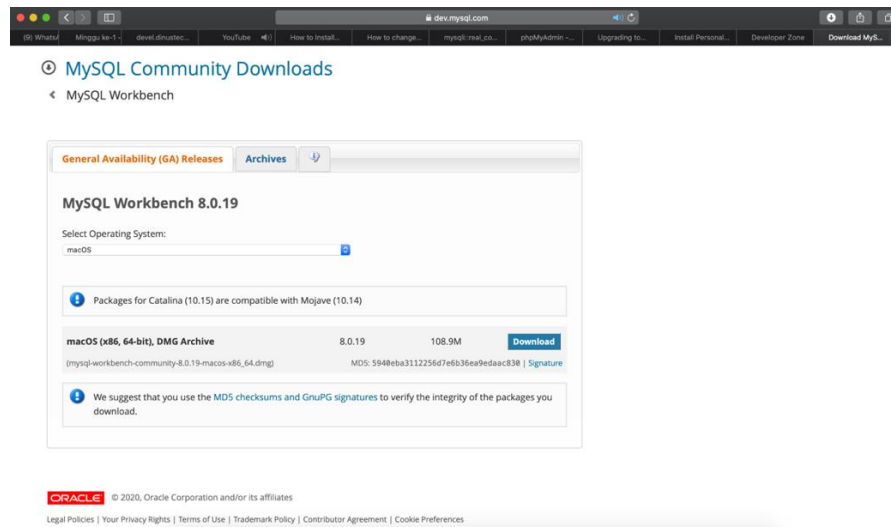 dev.mysql.com
(9) WhatsA
Minggu ke-1 -
devel.dinustec...
YouTube
How to Install...
How to change...
mysqli::real_co...
phpMyAdmin –...
Upgrading to...
Install Personal...
Developer Zone
Download MyS...
MySQL Community Downloads
MySQL Workbench
General Availability (GA) Releases
Archives
MySQL Workbench 8.0.19
Select Operating System:
macOS
Packages for Catalina (10.15) are compatible with Mojave (10.14)
macOS (x86, 64-bit), DMG Archive 8.0.19 108.9M Download
(mysql-workbench-community-8.0.19-macos-x86_64.dmg) MD5: 5940eba3112256d7e6b36ea9edaac830 | Signature
We suggest that you use the MD5 checksums and GnuPG signatures to verify the integrity of the packages you
download.
ORACLE © 2020, Oracle Corporation and/or its affiliates
Legal Policies | Your Privacy Rights | Terms of Use | Trademark Policy | Contributor Agreement | Cookie Preferences